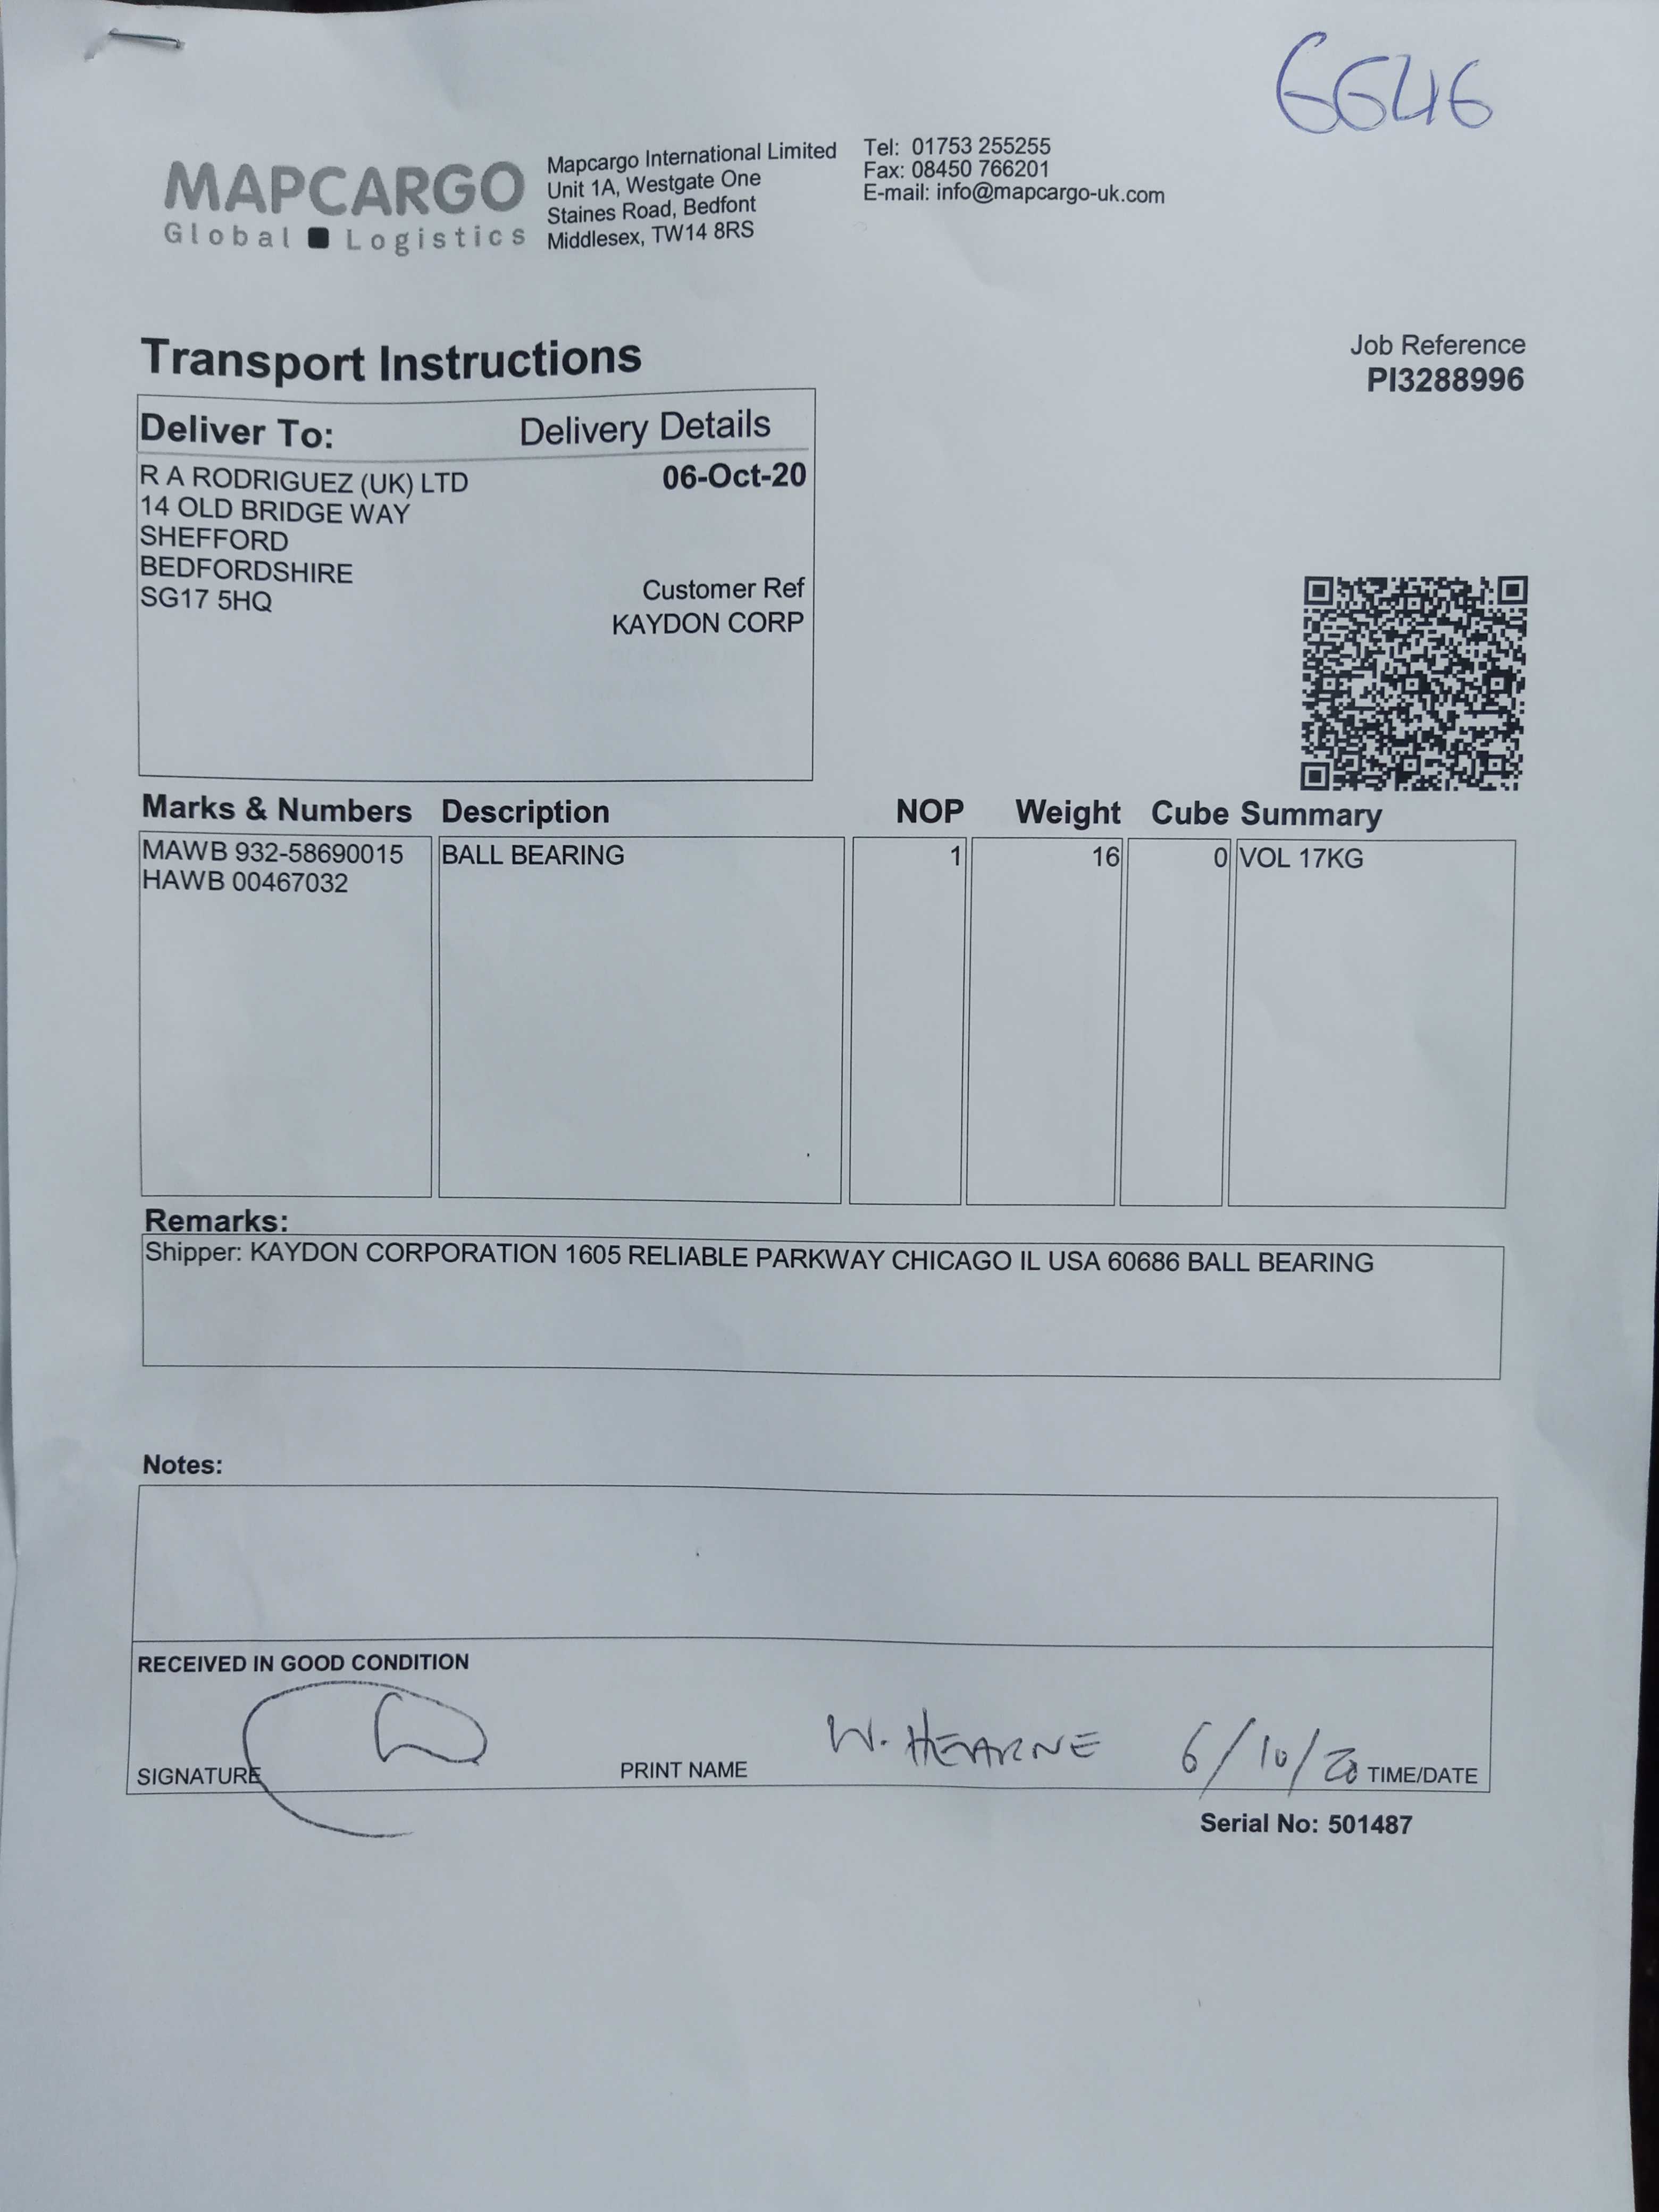 6646
MAPCARGO
Global Logistics
Mapcargo International Limited
Unit 1A, Westgate One
Staines Road, Bedfont
Middlesex, TW14 8RS
Tel: 01753 255255
Fax: 08450 766201
E-mail: info@mapcargo-uk.com
Transport Instructions
Job Reference
PI3288996
Deliver To: Delivery Details
R A RODRIGUEZ (UK) LTD 06-Oct-20
14 OLD BRIDGE WAY
SHEFFORD
BEDFORDSHIRE
SG17 5HQ
Customer Ref
KAYDON CORP
Marks & Numbers Description NOP Weight Cube Summary
MAWB 932-58690015 BALL BEARING 1 16 0 VOL 17KG
HAWB 00467032
Remarks:
Shipper: KAYDON CORPORATION 1605 RELIABLE PARKWAY CHICAGO IL USA 60686 BALL BEARING
Notes:
RECEIVED IN GOOD CONDITION
SIGNATURE PRINT NAME W. HEARNE 6/10/20 TIME/DATE
Serial No: 501487